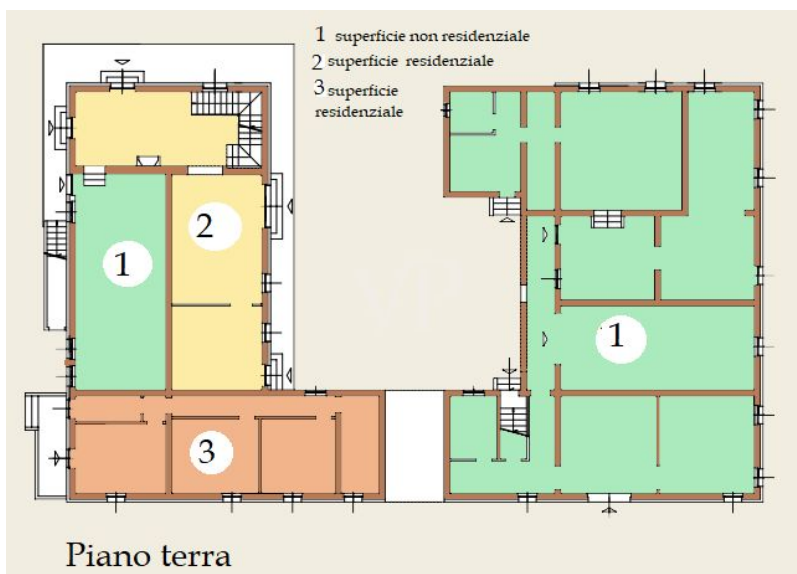 1 superficie non residenziale
2 superficie residenziale
3 superficie
residenziale
2
1
1
3
Piano terra